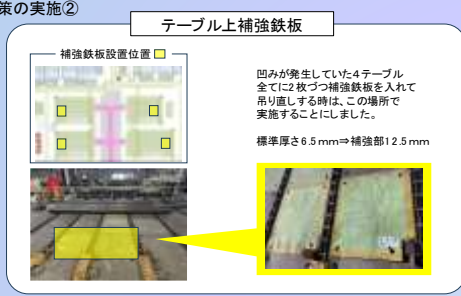 策の実施②
テーブル上補強鉄板
補強鉄板設置位置
凹みが発生していた4テーブル
全てに2枚づつ補強鉄板を入れて
吊り直しする時は、この場所で
実施することにしました。
標準厚さ6.5mm⇒補強部12.5mm